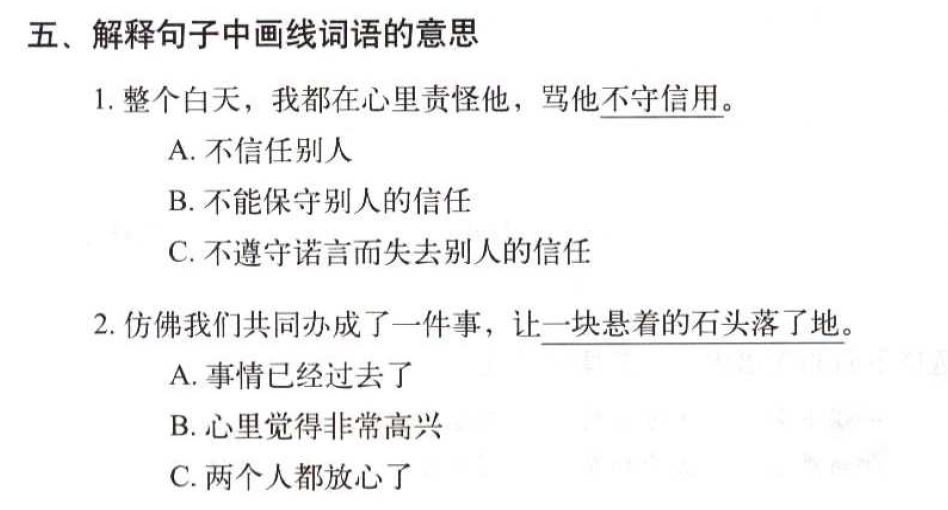 五、解释句子中画线词语的意思
1. 整个白天，我都在心里责怪他，骂他不守信用。
A. 不信任别人
B. 不能保守别人的信任
C. 不遵守诺言而失去别人的信任
2. 仿佛我们共同办成了一件事，让一块悬着的石头落了地。
A. 事情已经过去了
B. 心里觉得非常高兴
C. 两个人都放心了